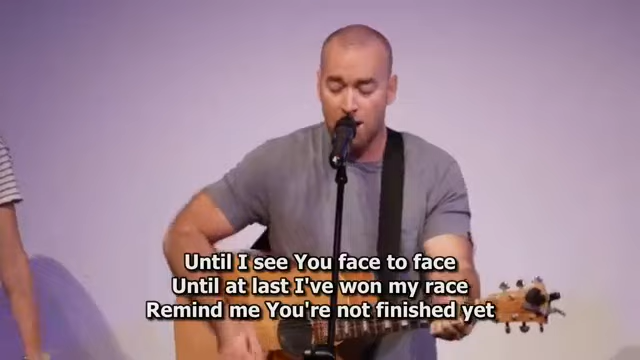 Until I see You face to face
Until at last I've won my race
Remind me You're not finished yet